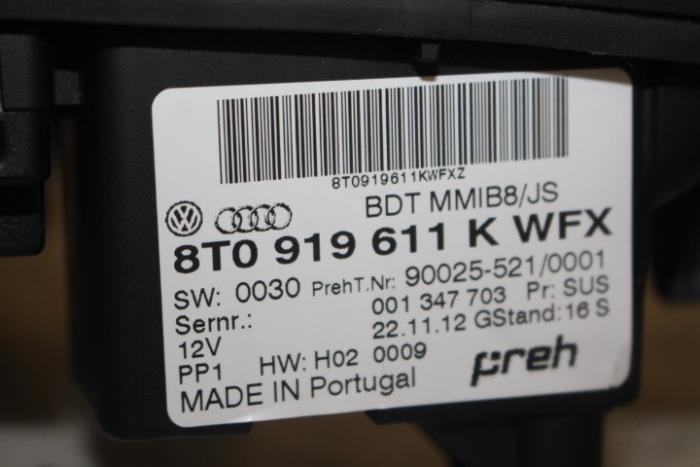 8T0919611KWFXZ
BDT MMIB8/JS
8T0 919 611 K WFX
SW: 0030 PrehT.Nr: 90025-521/0001
Sernr.: 001 347 703 Pr: SUS
12V 22.11.12 GStand: 16 S
PP1 HW: H02 0009
preh
MADE IN Portugal